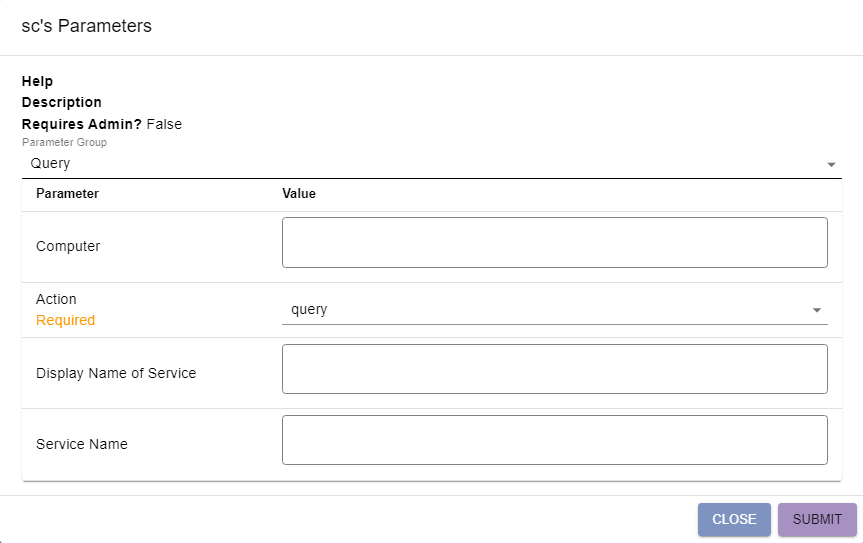 sc's Parameters
Help
Description
Requires Admin? False
Parameter Group
Query
Parameter Value
Computer
Action
Required
query
Display Name of Service
Service Name
CLOSE SUBMIT